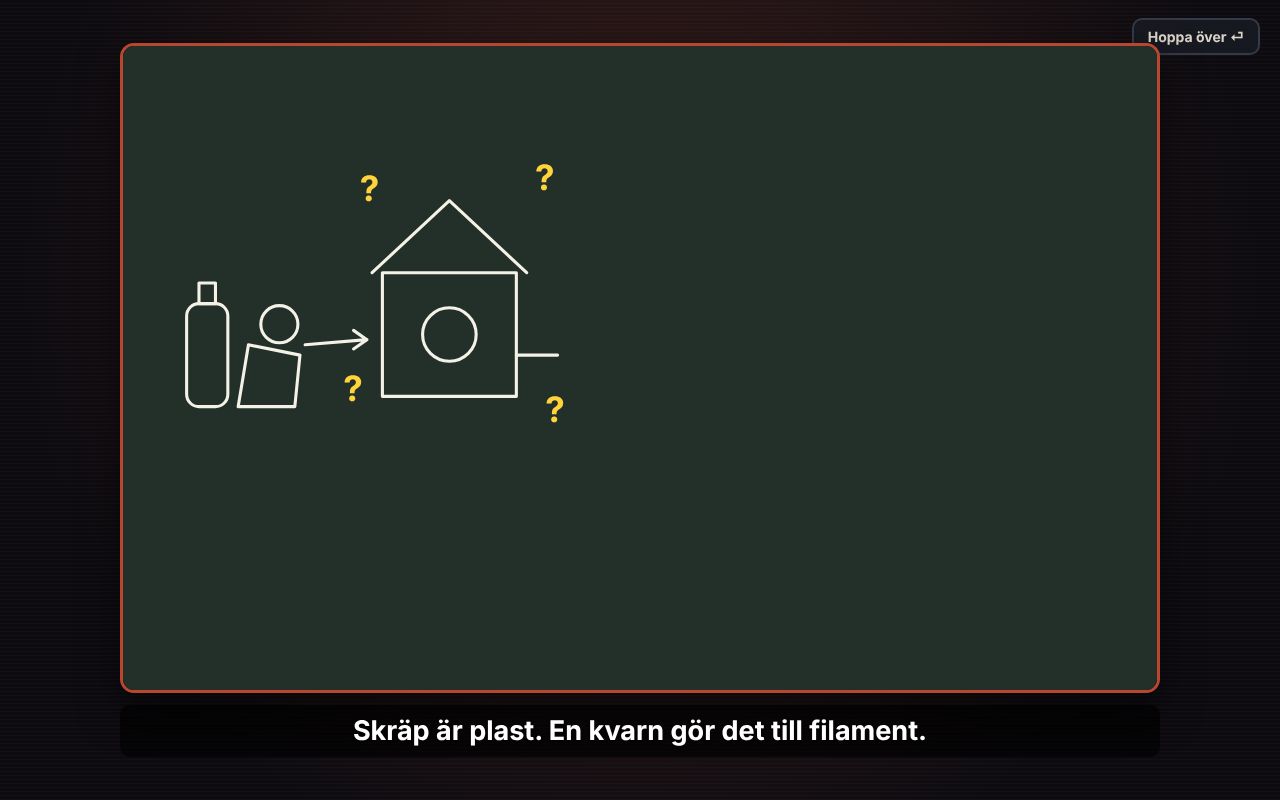 Hoppa över ⏎
? ?
? ?
Skräp är plast. En kvarn gör det till filament.